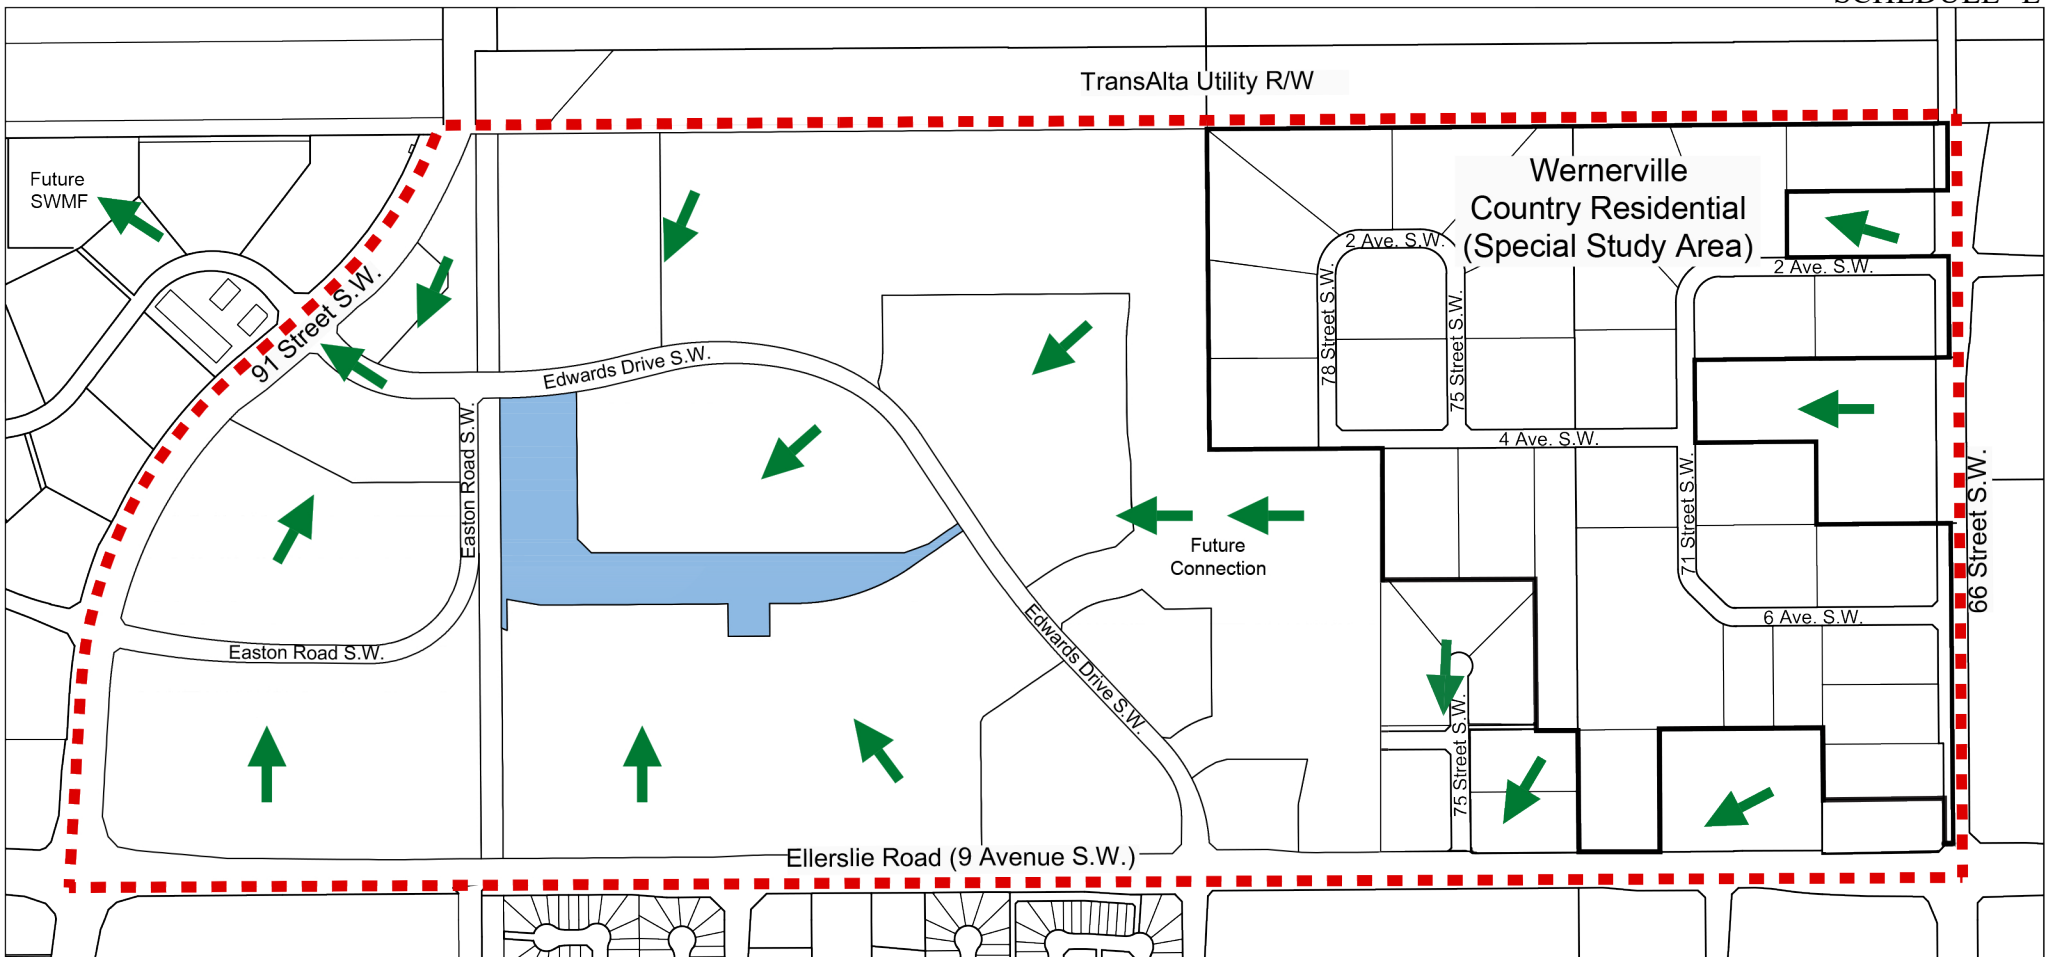 TransAlta Utility R/W
Future
SWMF
Wernerville
Country Residential
(Special Study Area)
2 Ave. S.W.
2 Ave. S.W.
91 Street S.W.
78 Street S.W.
75 Street S.W.
Edwards Drive S.W.
Easton Road S.W.
4 Ave. S.W.
71 Street S.W.
66 Street S.W.
Future
Connection
6 Ave. S.W.
Edwards Drive S.W.
Easton Road S.W.
75 Street S.W.
Ellerslie Road (9 Avenue S.W.)